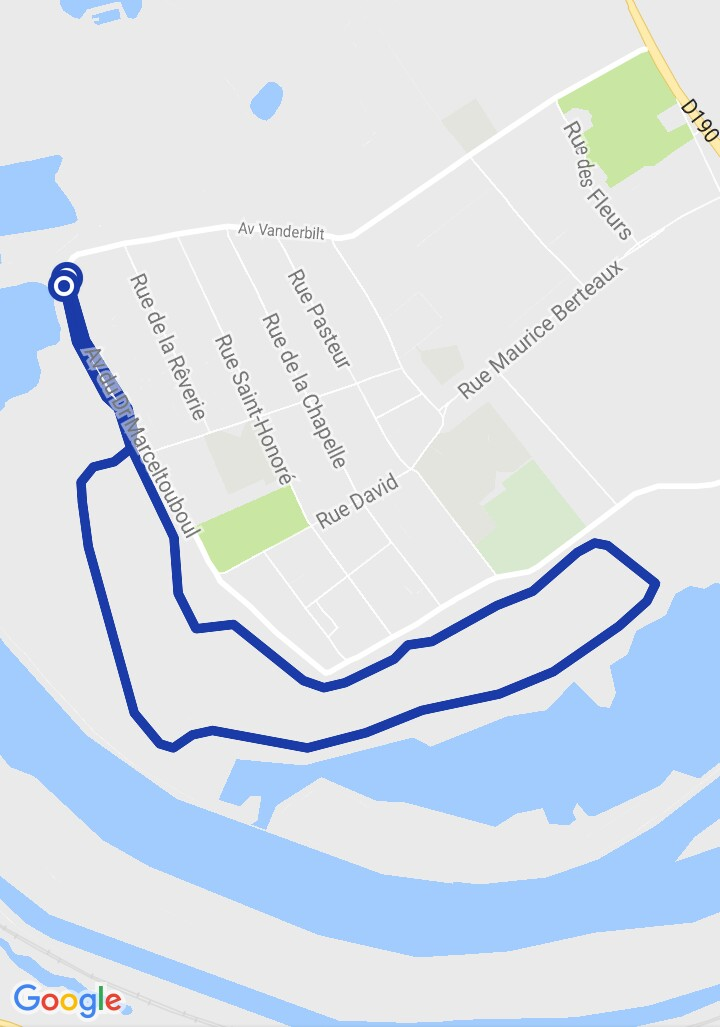 D190
Rue des Fleurs
Av Vanderbilt
Rue Maurice Berteaux
Rue Pasteur
Rue de la Rêverie
Rue de la Chapelle
Rue Saint-Honoré
Av du Dr Marceltouboul
Rue David
Google